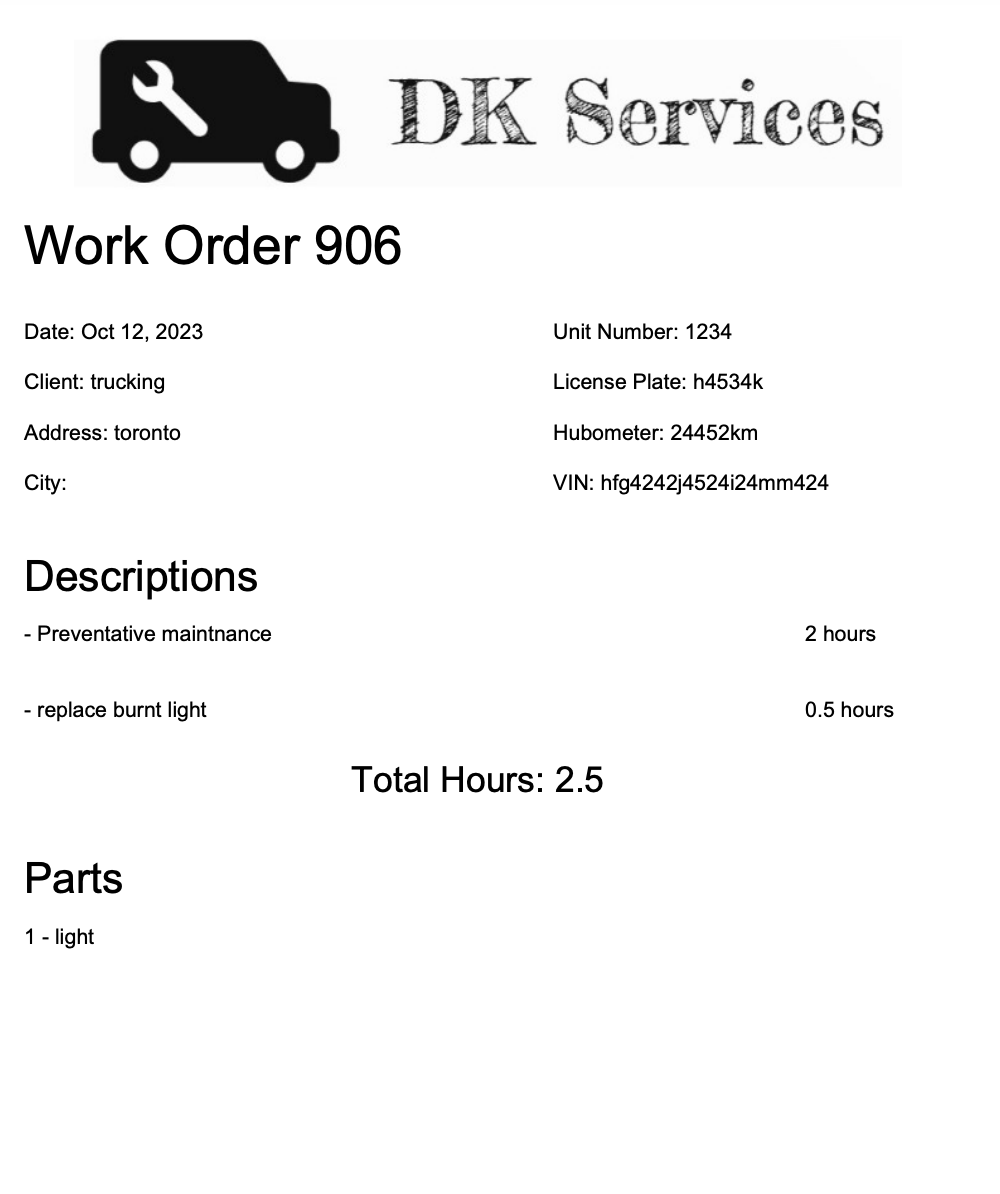 DK Services
Work Order 906
Date: Oct 12, 2023
Unit Number: 1234
Client: trucking
License Plate: h4534k
Address: toronto
Hubometer: 24452km
City:
VIN: hfg4242j4524i24mm424
Descriptions
- Preventative maintnance 2 hours
- replace burnt light 0.5 hours
Total Hours: 2.5
Parts
1 - light